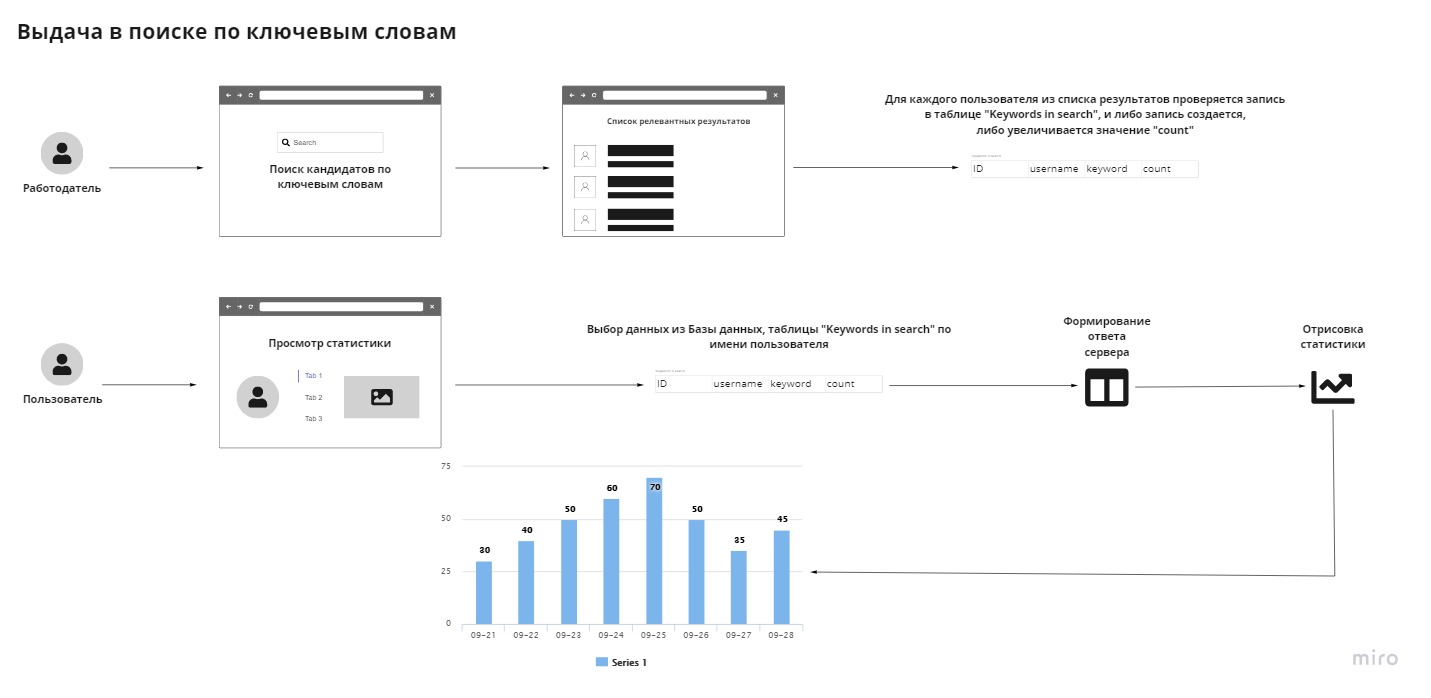 Выдача в поиске по ключевым словам
Работодатель
Search
Поиск кандидатов по
ключевым словам
Список релевантных результатов
Для каждого пользователя из списка результатов проверяется запись
в таблице "Keywords in search", и либо запись создается,
либо увеличивается значение "count"
ID username keyword count
Пользователь
Просмотр статистики
Tab 1
Tab 2
Tab 3
Выбор данных из Базы данных, таблицы "Keywords in search" по
имени пользователя
ID username keyword count
Формирование
ответа
сервера
Отрисовка
статистики
75
50
25
0
30 40 50 60 70 50 35 45
09-21 09-22 09-23 09-24 09-25 09-26 09-27 09-28
Series 1
miro